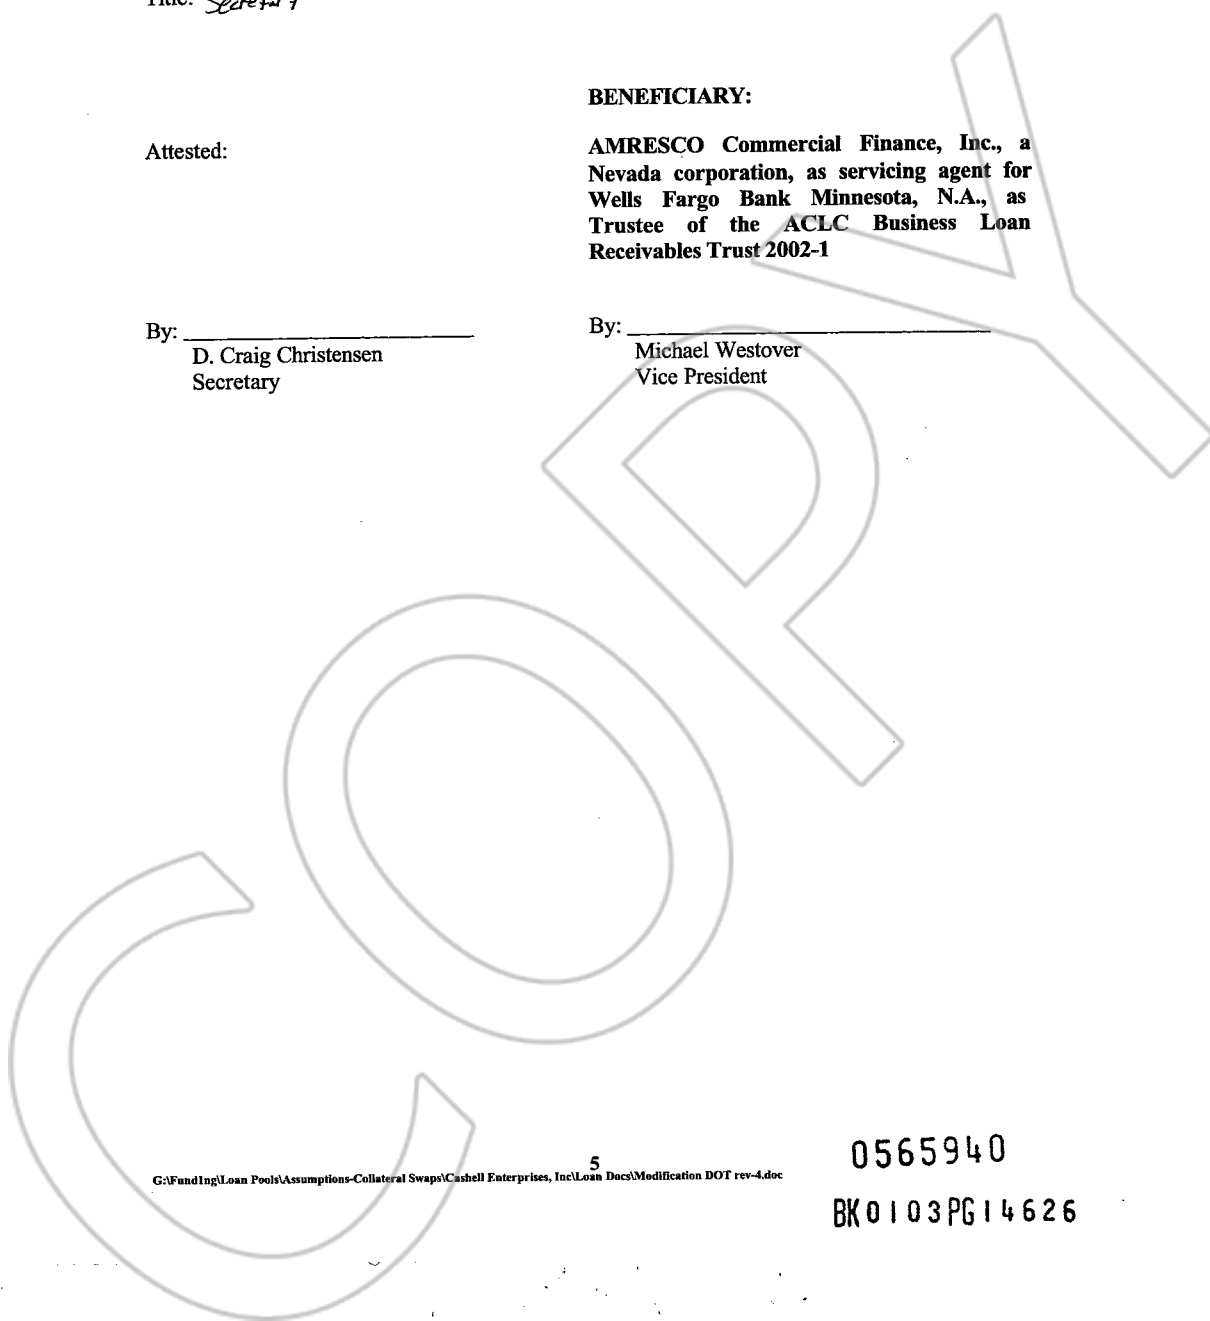 Title: Secretary
BENEFICIARY:
Attested:
AMRESCO Commercial Finance, Inc., a
Nevada corporation, as servicing agent for
Wells Fargo Bank Minnesota, N.A., as
Trustee of the ACLC Business Loan
Receivables Trust 2002-1
By:
D. Craig Christensen
Secretary
By:
Michael Westover
Vice President
COPY
5
G:\Funding\Loan Pools\Assumptions-Collateral Swaps\Cashell Enterprises, Inc\Loan Docs\Modification DOT rev-4.doc
0565940
BK0103PG14626